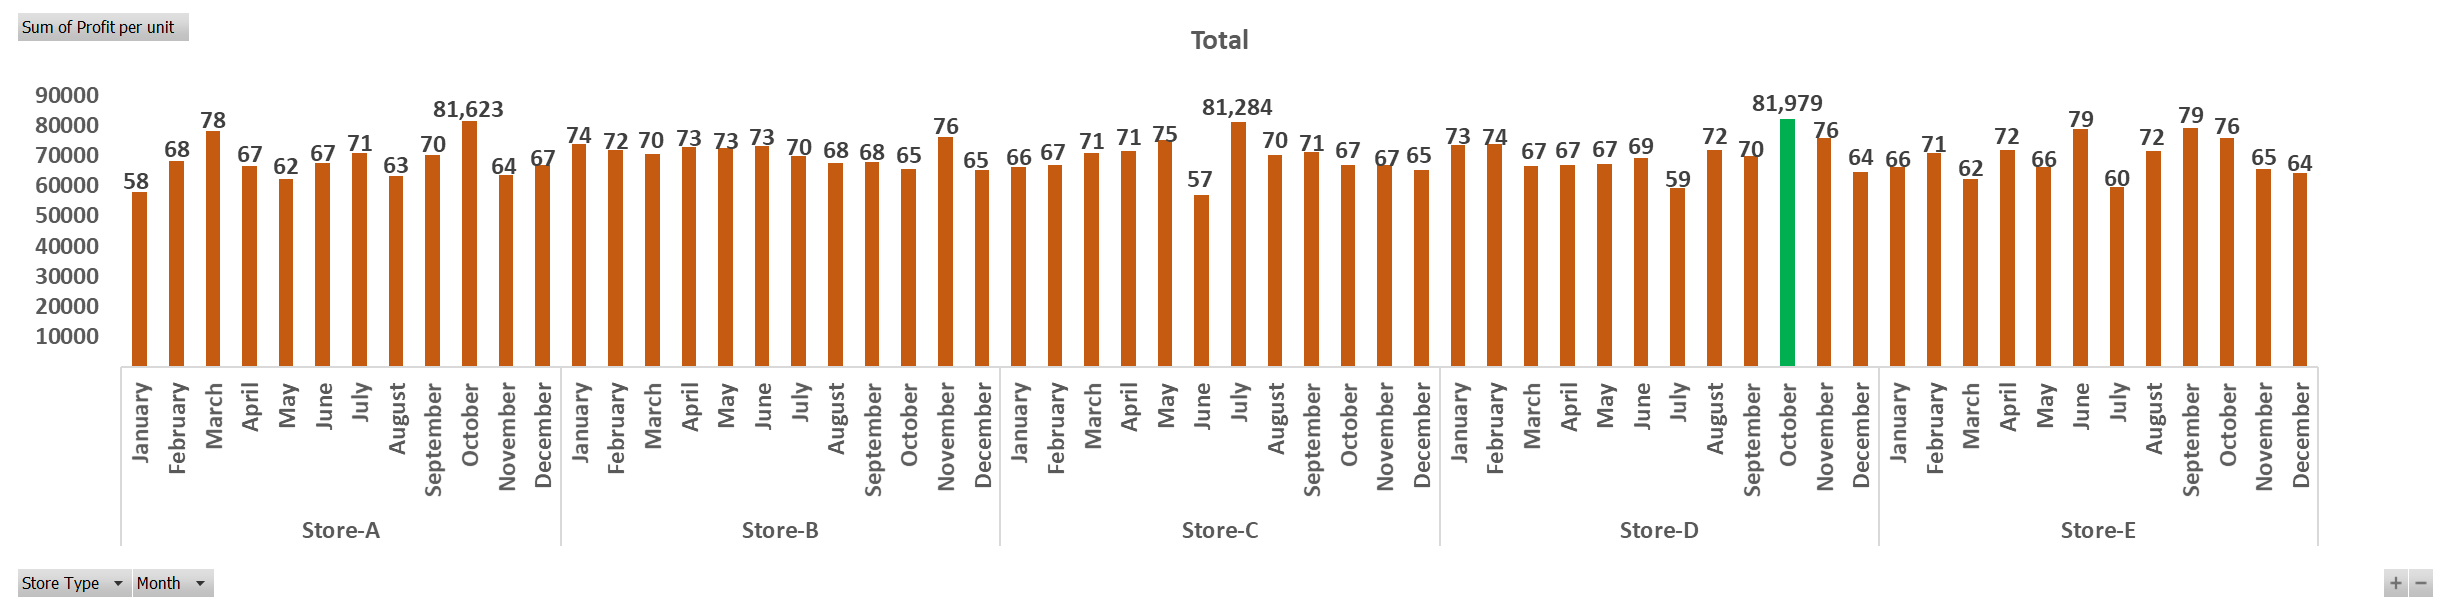 Sum of Profit per unit
Total
90000
80000
70000
60000
50000
40000
30000
20000
10000
58 68 78 67 62 67 71 63 70 81,623 64 67 74 72 70 73 73 73 70 68 68 65 76 65 66 67 71 71 75 57 81,284 70 71 67 67 65 73 74 67 67 67 69 59 72 70 81,979 76 64 66 71 62 72 66 79 60 72 79 76 65 64
January February March April May June July August September October November December January February March April May June July August September October November December January February March April May June July August September October November December January February March April May June July August September October November December January February March April May June July August September October November December
Store-A Store-B Store-C Store-D Store-E
Store Type Month + −